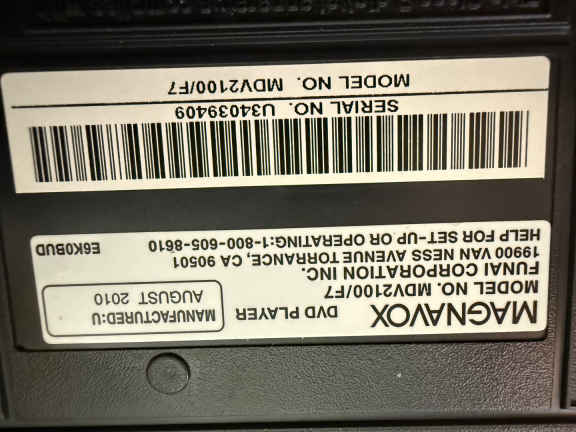 MAGNAVOX DVD PLAYER
MODEL NO. MDV2100/F7
MANUFACTURED:U
AUGUST 2010
FUNAI CORPORATION INC.
19900 VAN NESS AVENUE TORRANCE, CA 90501
HELP FOR SET-UP OR OPERATING:1-800-605-8610
E6K0BUD
SERIAL NO. U34039409
MODEL NO. MDV2100/F7